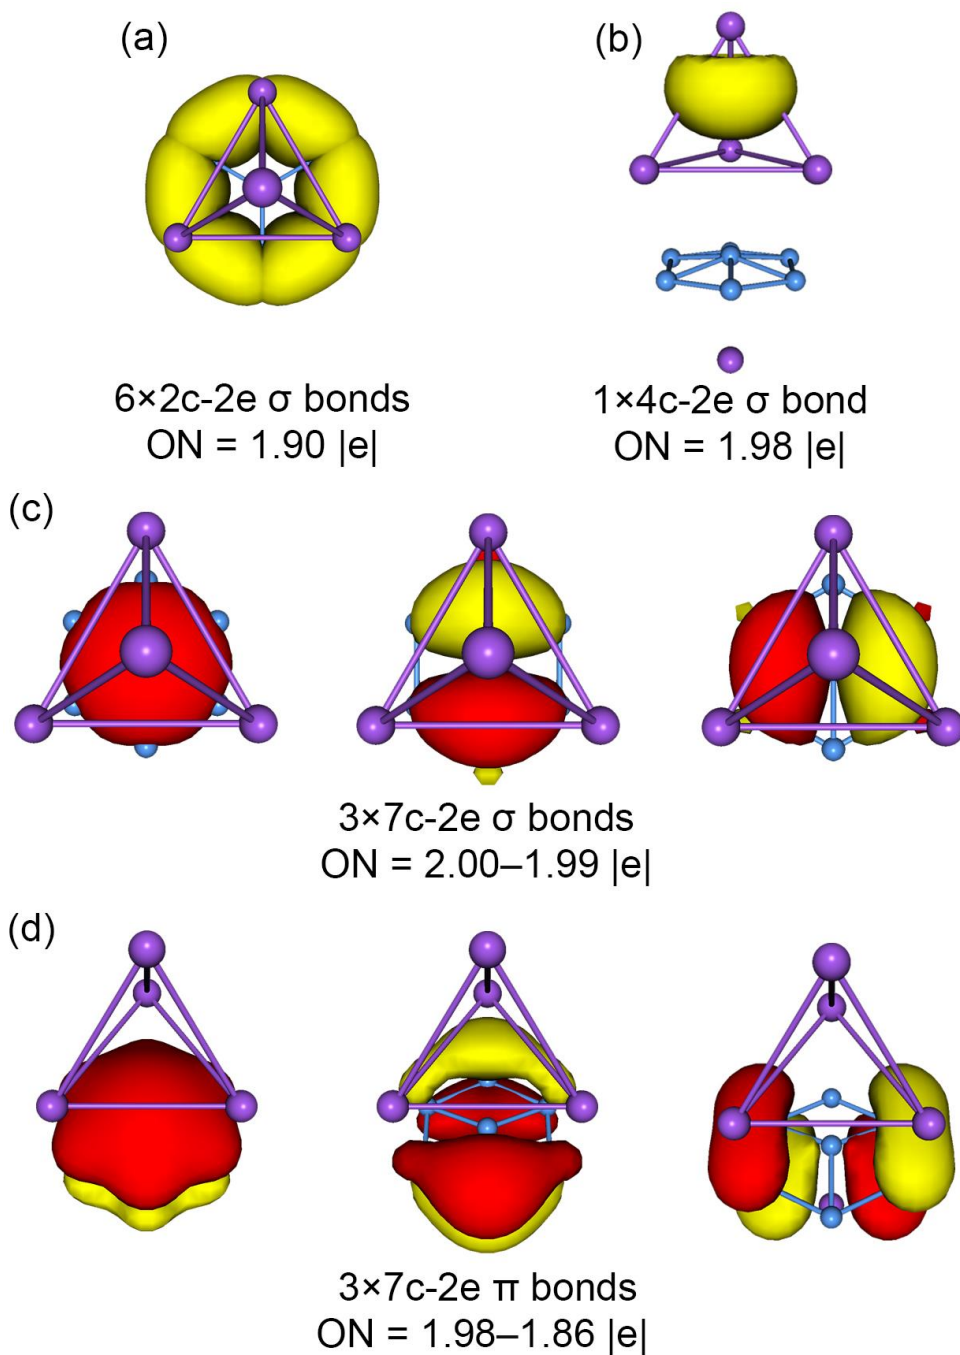 (a)
(b)
6×2c-2e σ bonds
ON = 1.90 |e|
1×4c-2e σ bond
ON = 1.98 |e|
(c)
3×7c-2e σ bonds
ON = 2.00–1.99 |e|
(d)
3×7c-2e π bonds
ON = 1.98–1.86 |e|